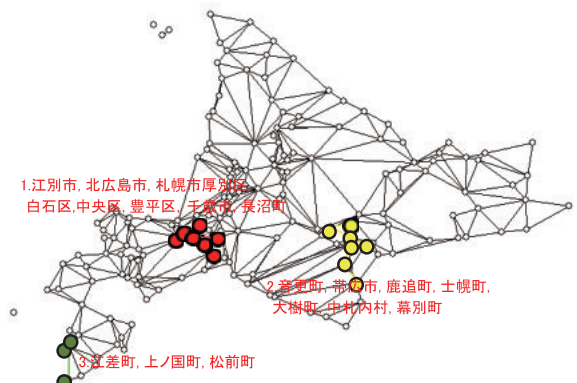 1.江別市, 北広島市, 札幌市厚別区,
白石区,中央区, 豊平区, 千歳市, 長沼町
2.音更町, 帯広市, 鹿追町, 士幌町,
大樹町, 中札内村, 幕別町
3.江差町, 上ノ国町, 松前町